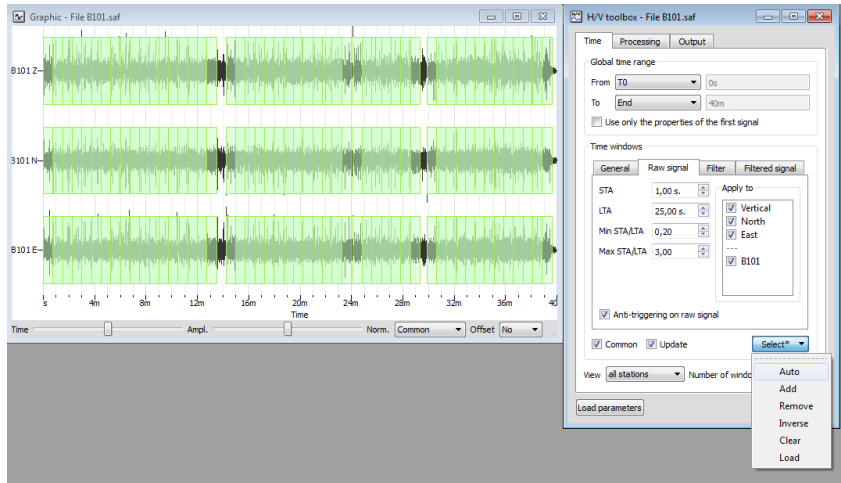 Graphic - File B101.saf
B101 Z
B101 N
B101 E
s 4m 8m 12m 16m 20m 24m 28m 32m 36m 40
Time
Time Ampl. Norm. Common Offset No
H/V toolbox - File B101.saf
Time Processing Output
Global time range
From T0 0s
To End 40m
Use only the properties of the first signal
Time windows
General Raw signal Filter Filtered signal
STA 1,00 s.
LTA 25,00 s.
Min STA/LTA 0,20
Max STA/LTA 3,00
Apply to
Vertical
North
East
---
B101
Anti-triggering on raw signal
Common Update Select*
View all stations Number of windo
Load parameters
Auto
Add
Remove
Inverse
Clear
Load